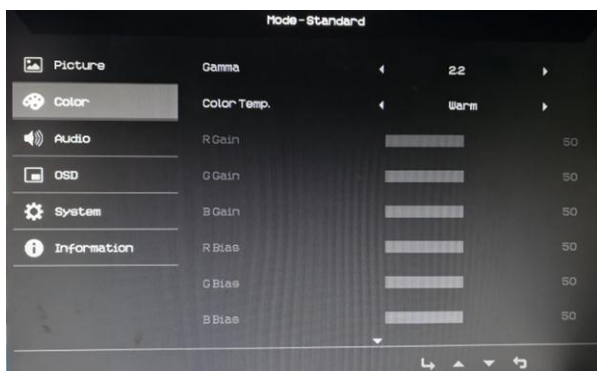 Mode-Standard
Picture
Color
Audio
OSD
System
Information
Gamma 2.2
Color Temp. Warm
R Gain 50
G Gain 50
B Gain 50
R Bias 50
G Bias 50
B Bias 50